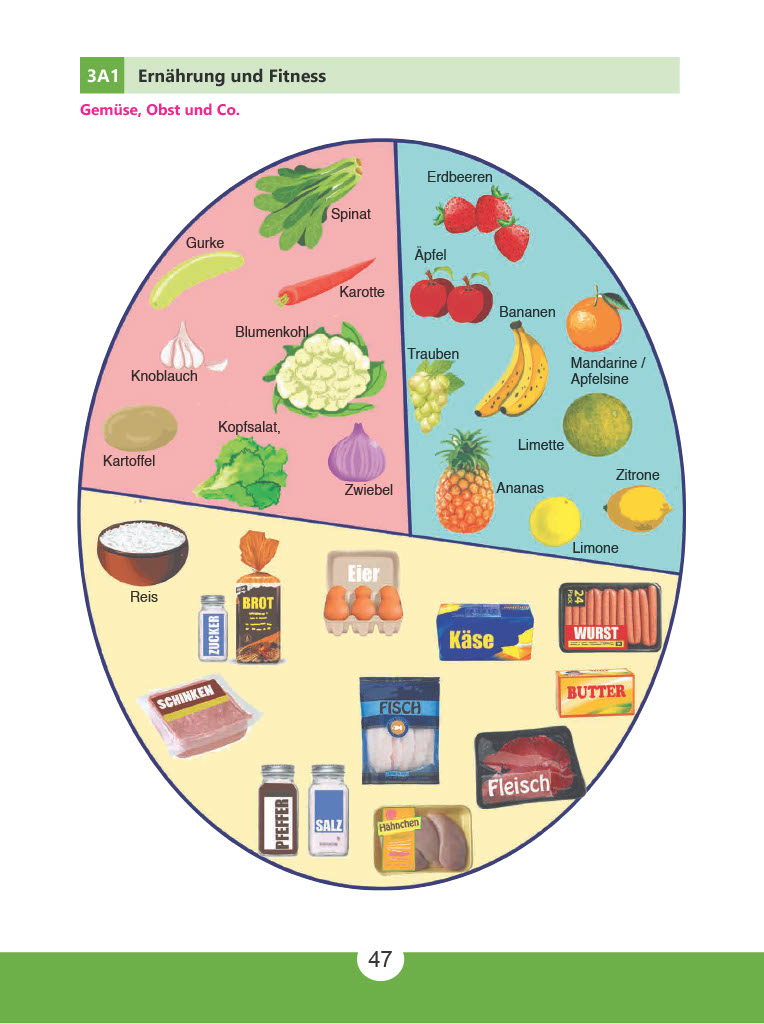 3A1 Ernährung und Fitness
Gemüse, Obst und Co.
Spinat
Gurke
Karotte
Blumenkohl
Knoblauch
Kopfsalat,
Kartoffel
Zwiebel
Erdbeeren
Äpfel
Bananen
Trauben
Mandarine /
Apfelsine
Limette
Zitrone
Ananas
Limone
Reis
ZUCKER
BROT
Eier
Käse
24
Pack
WURST
SCHINKEN
FISCH
BUTTER
Fleisch
PFEFFER
SALZ
Hähnchen
47